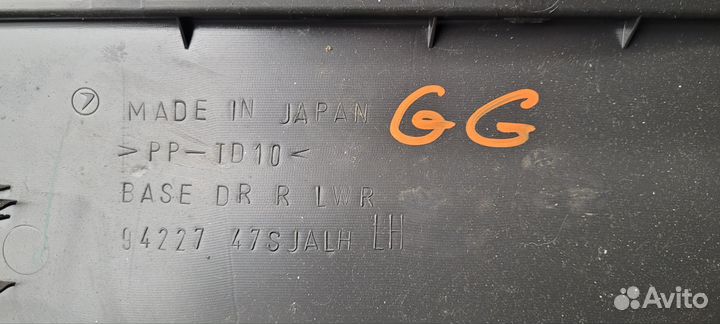 7
MADE IN JAPAN
GG
>PP-TD10<
BASE DR R LWR
94227 47SJALH LH
Avito